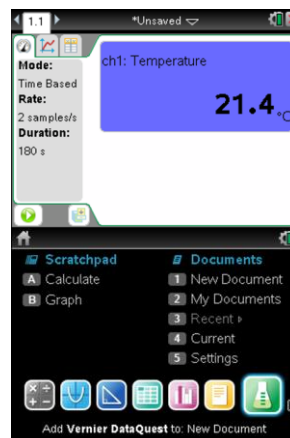 1.1 *Unsaved
Mode:
Time Based
Rate:
2 samples/s
Duration:
180 s
ch1: Temperature
21.4 °C
Scratchpad
A Calculate
B Graph
Documents
1 New Document
2 My Documents
3 Recent ▸
4 Current
5 Settings
Add Vernier DataQuest to: New Document